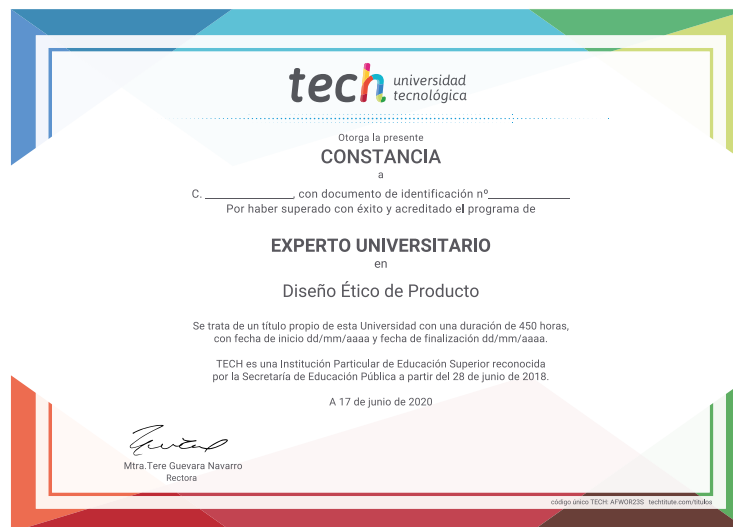 tech universidad
tecnológica
Otorga la presente
CONSTANCIA
a
C. ______________, con documento de identificación nº______________
Por haber superado con éxito y acreditado el programa de
EXPERTO UNIVERSITARIO
en
Diseño Ético de Producto
Se trata de un título propio de esta Universidad con una duración de 450 horas,
con fecha de inicio dd/mm/aaaa y fecha de finalización dd/mm/aaaa.
TECH es una Institución Particular de Educación Superior reconocida
por la Secretaría de Educación Pública a partir del 28 de junio de 2018.
A 17 de junio de 2020
Mtra.Tere Guevara Navarro
Rectora
código único TECH: AFWOR23S techtitute.com/titulos